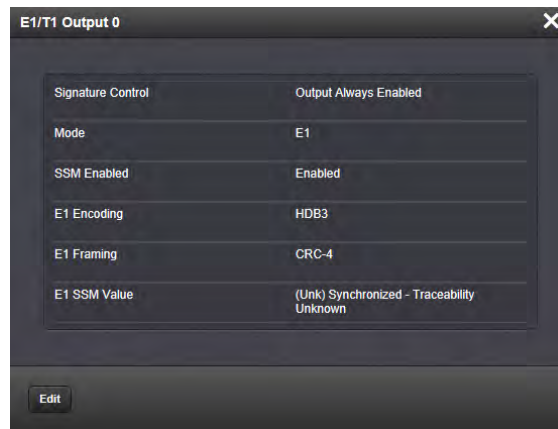 E1/T1 Output 0
Signature Control Output Always Enabled
Mode E1
SSM Enabled Enabled
E1 Encoding HDB3
E1 Framing CRC-4
E1 SSM Value (Unk) Synchronized - Traceability
Unknown
Edit